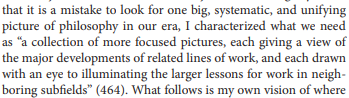 that it is a mistake to look for one big, systematic, and unifying
picture of philosophy in our era, I characterized what we need
as “a collection of more focused pictures, each giving a view of
the major developments of related lines of work, and each drawn
with an eye to illuminating the larger lessons for work in neigh-
boring subfields” (464). What follows is my own vision of where